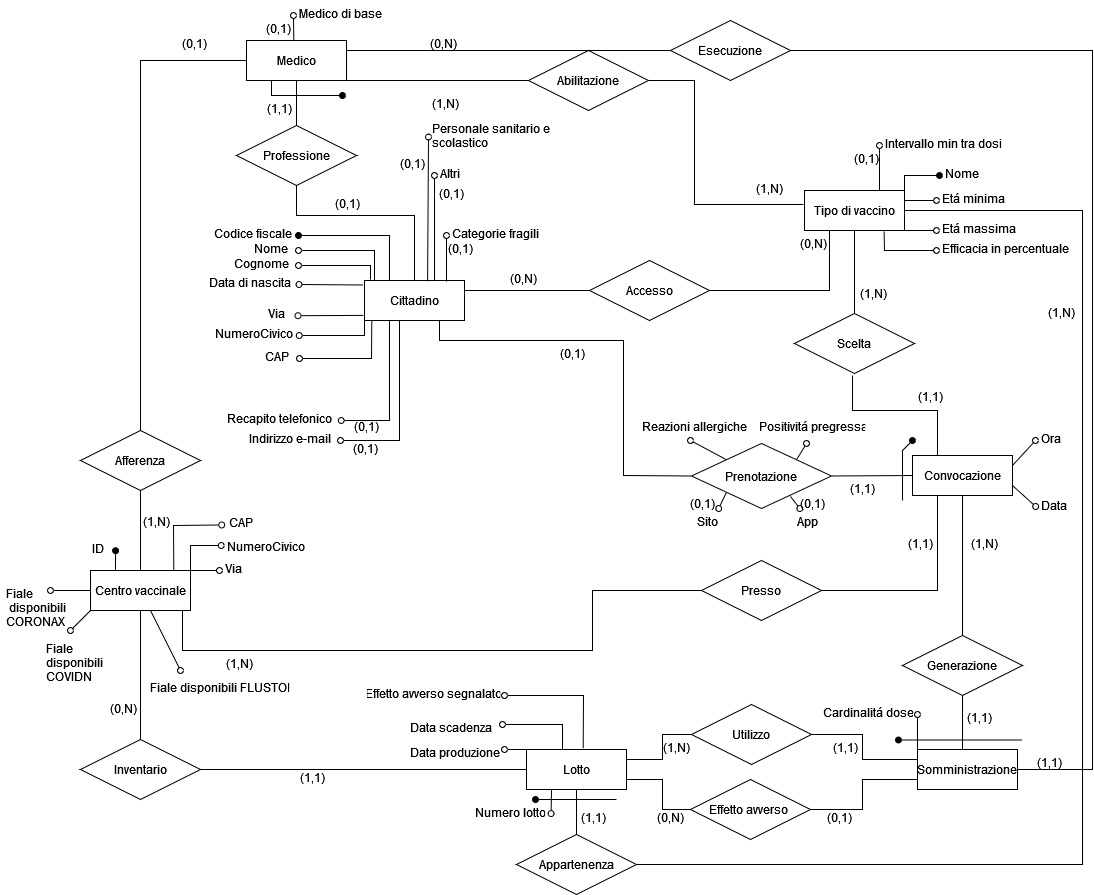 Medico di base
(0,1)
(0,1)
(0,N)
Esecuzione
Medico
Abilitazione
(1,1)
(1,N)
Personale sanitario e
scolastico
Intervallo min tra dosi
(0,1)
Professione
(0,1)
Altri
Nome
(0,1)
(1,N)
(0,1)
Etá minima
Tipo di vaccino
Codice fiscale
Categorie fragili
Etá massima
Nome
(0,1)
(0,N)
Efficacia in percentuale
Cognome
Data di nascita
(0,N)
Accesso
(1,N)
Cittadino
Via
(1,N)
NumeroCivico
Scelta
CAP
(0,1)
(1,1)
Recapito telefonico
(0,1)
Reazioni allergiche
Positivitá pregressa
Indirizzo e-mail
(0,1)
Ora
Afferenza
Prenotazione
Convocazione
(1,1)
(0,1)
(0,1)
Data
Sito
App
(1,N)
CAP
ID
NumeroCivico
(1,1)
(1,N)
Via
Centro vaccinale
Presso
Fiale
disponibili
CORONAX
Fiale
disponibili
COVIDN
(1,N)
Generazione
Fiale disponibili FLUSTOI
Effetto avverso segnalato
(0,N)
Cardinalitá dose
(1,1)
Data scadenza
Utilizzo
Data produzione
(1,N)
(1,1)
Inventario
(1,1)
Lotto
Somministrazione
(1,1)
Numero lotto
(1,1)
(0,N)
Effetto avverso
(0,1)
Appartenenza